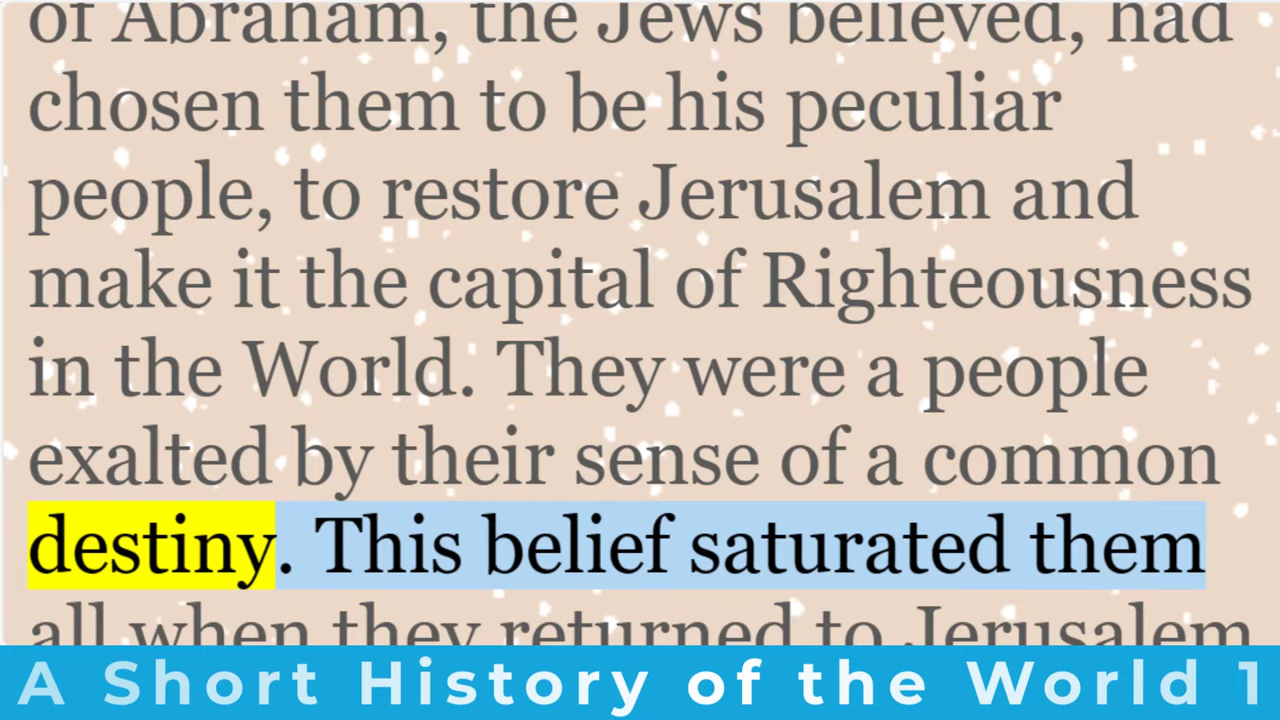 of Abraham, the Jews believed, had
chosen them to be his peculiar
people, to restore Jerusalem and
make it the capital of Righteousness
in the World. They were a people
exalted by their sense of a common
destiny. This belief saturated them
all when they returned to Jerusalem
A Short History of the World 1